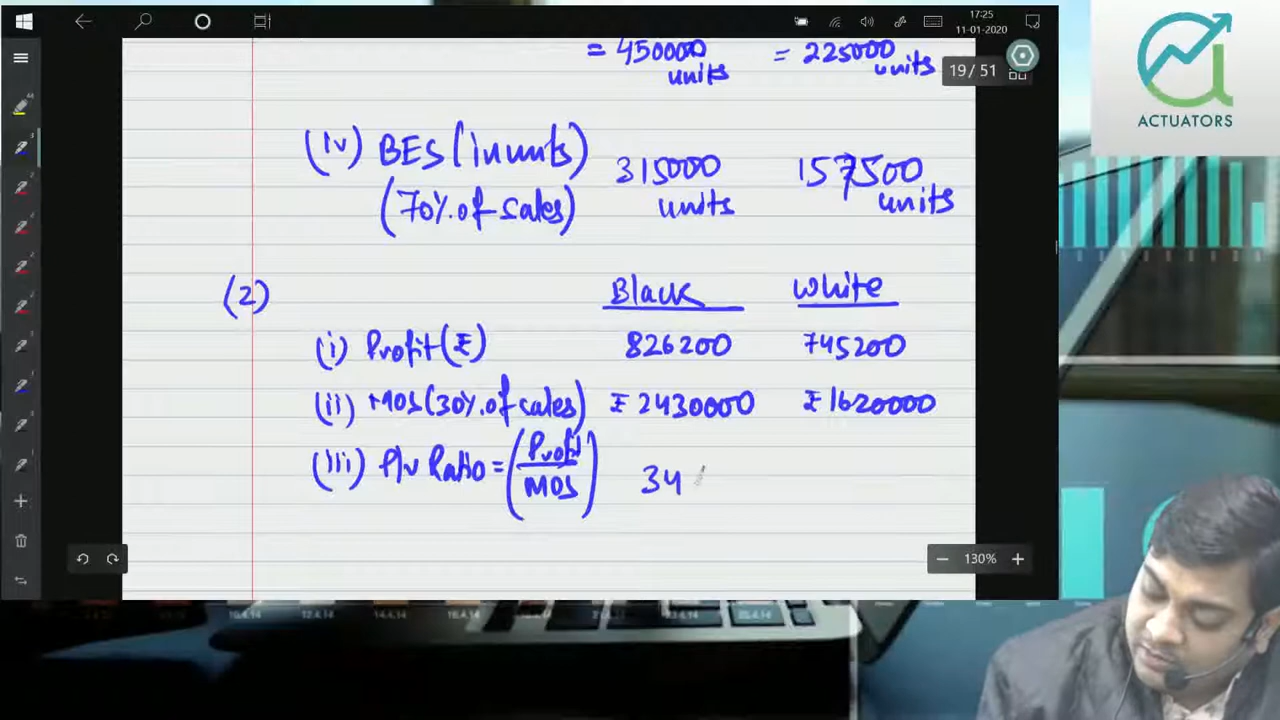 17:25
11-01-2020
19 / 51
= 450000 units = 225000 units
(iv) BES (in units) 315000 units 157500 units
(70% of sales)
(2) Black White
(i) Profit (₹) 826200 745200
(ii) MOS (30% of sales) ₹ 2430000 ₹ 1620000
(iii) P/v Ratio = (Profit/MOS) 34
130%
ACTUATORS